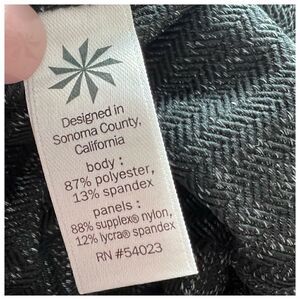 Designed in
Sonoma County,
California
body :
87% polyester,
13% spandex
panels :
88% supplex® nylon,
12% lycra® spandex
RN #54023